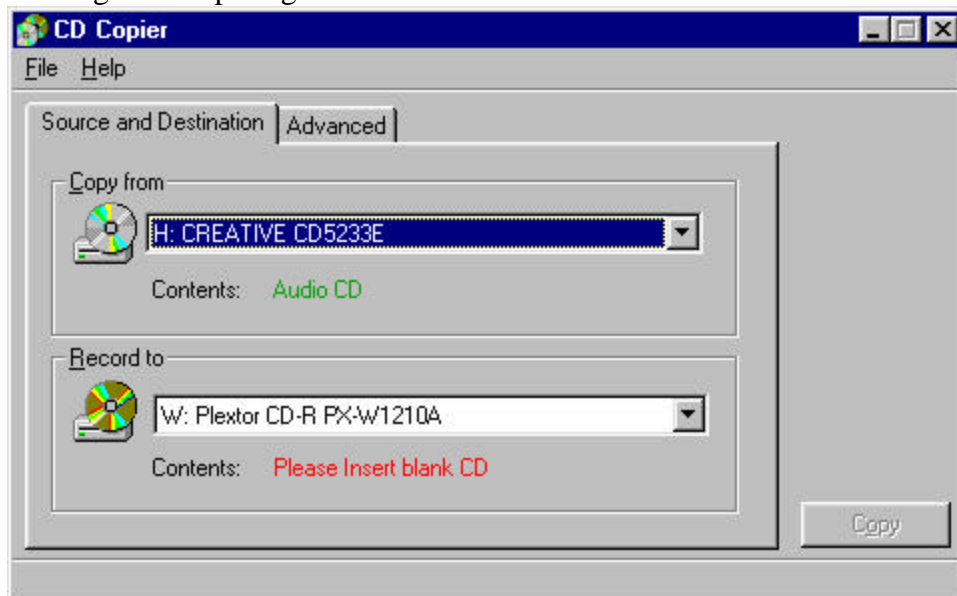 CD Copier
File Help
Source and Destination Advanced
Copy from
H: CREATIVE CD5233E
Contents: Audio CD
Record to
W: Plextor CD-R PX-W1210A
Contents: Please Insert blank CD
Copy